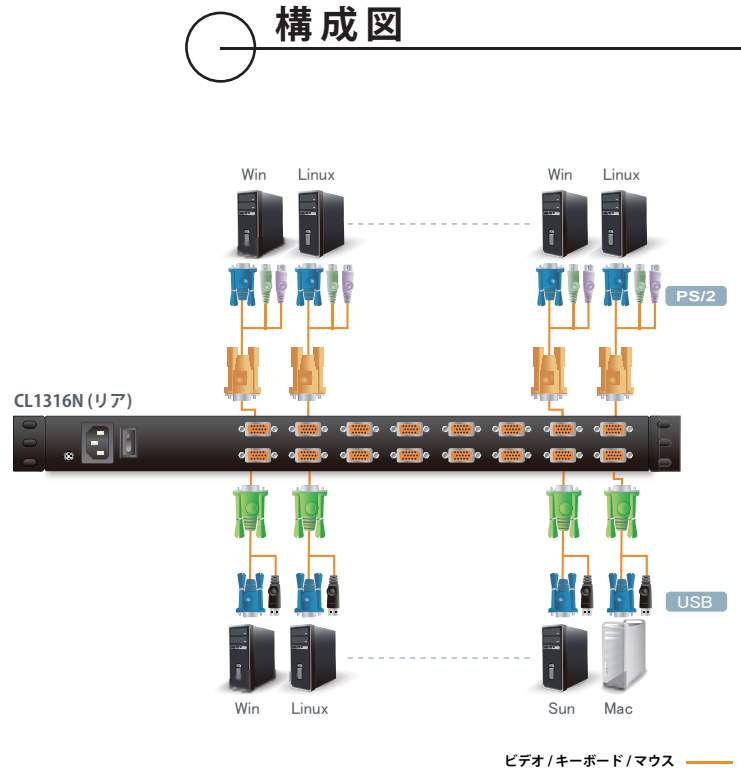 構成図
Win Linux Win Linux
PS/2
CL1316N (リア)
USB
Win Linux Sun Mac
ビデオ / キーボード / マウス